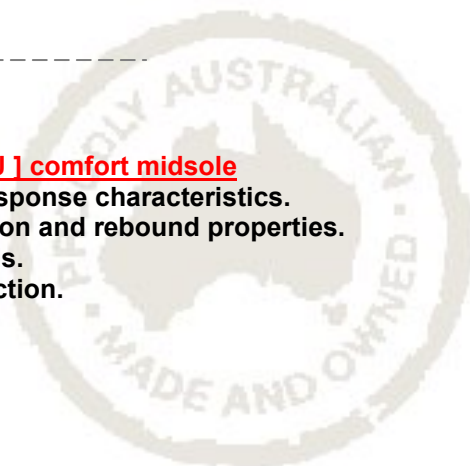 U ] comfort midsole
sponse characteristics.
on and rebound properties.
s.
ction.
PROUDLY AUSTRALIAN
MADE AND OWNED